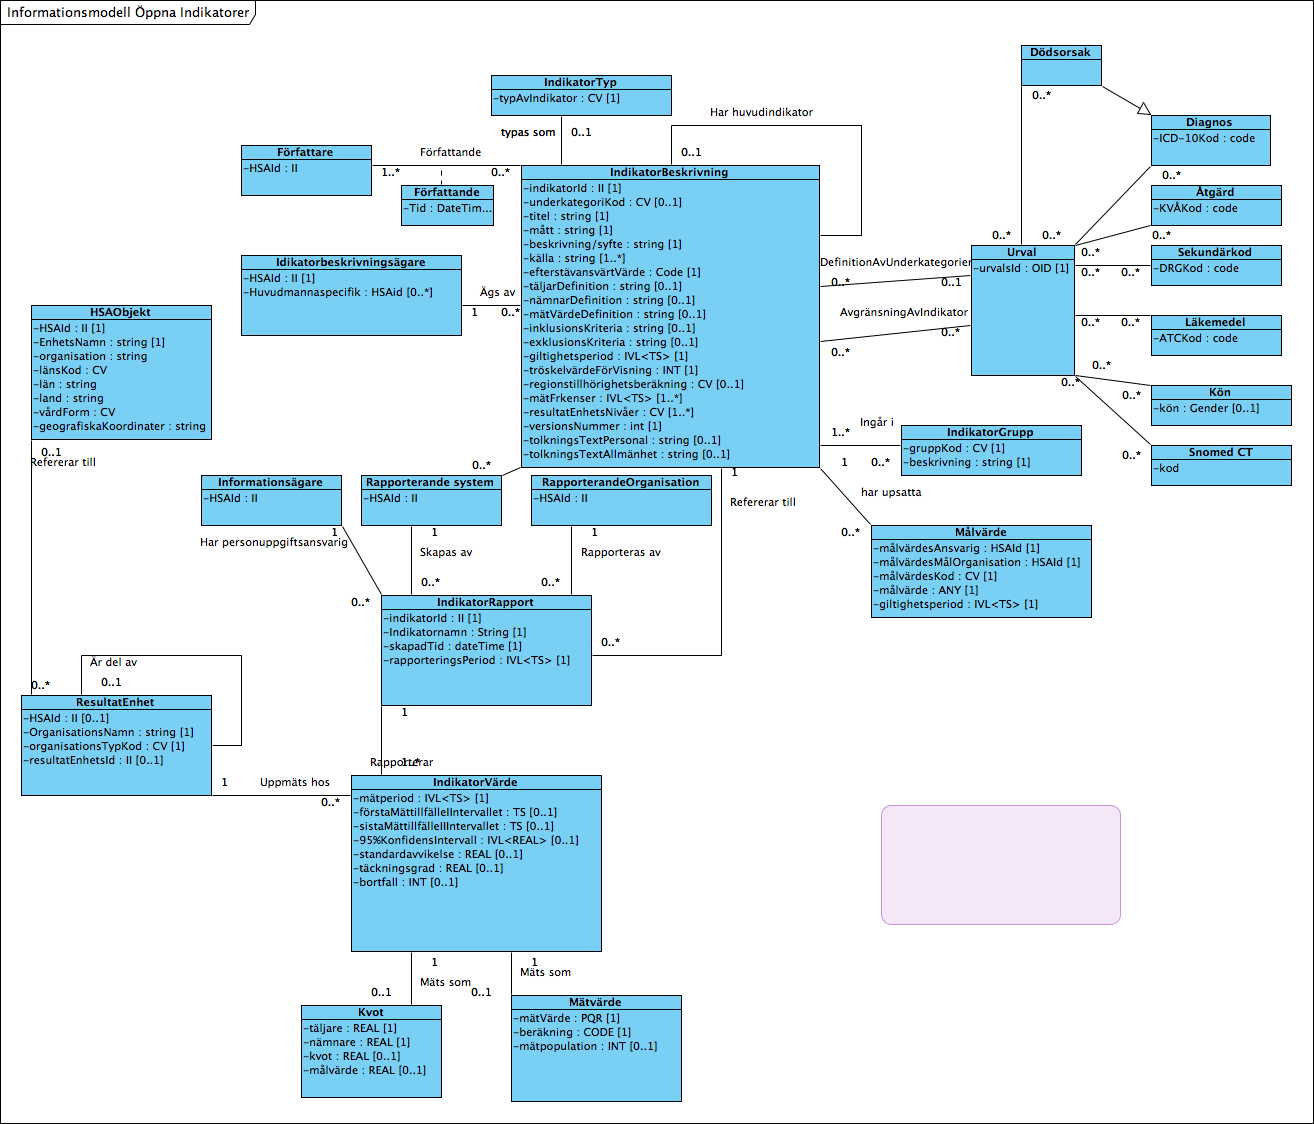 Informationsmodell Öppna Indikatorer
Dödsorsak
0..*
IndikatorTyp
-typAvIndikator : CV [1]
typas som
0..1
Har huvudindikator
0..1
Diagnos
-ICD-10Kod : code
0..*
Författare
-HSAId : II
Författande
1..*
0..*
Författande
-Tid : DateTim...
IndikatorBeskrivning
-indikatorId : II [1]
-underkategoriKod : CV [0..1]
-titel : string [1]
-mått : string [1]
-beskrivning/syfte : string [1]
-källa : string [1..*]
-efterstävansvärtVärde : Code [1]
-täljarDefinition : string [0..1]
-nämnarDefinition : string [0..1]
-mätVärdeDefinition : string [0..1]
-inklusionsKriteria : string [0..1]
-exklusionsKriteria : string [0..1]
-giltighetsperiod : IVL<TS> [1]
-tröskelvärdeFörVisning : INT [1]
-regionstillhörighetsberäkning : CV [0..1]
-mätFrkenser : IVL<TS> [1..*]
-resultatEnhetsNivåer : CV [1..*]
-versionsNummer : int [1]
-tolkningsTextPersonal : string [0..1]
-tolkningsTextAllmänhet : string [0..1]
Åtgärd
-KVÅKod : code
0..*
0..*
0..*
0..*
Urval
-urvalsId : OID [1]
Sekundärkod
-DRGKod : code
0..*
0..*
DefinitionAvUnderkategorier
0..*
0..1
AvgränsningAvIndikator
0..*
0..*
Läkemedel
-ATCKod : code
0..*
0..*
0..*
0..*
0..*
Kön
-kön : Gender [0..1]
Snomed CT
-kod
0..*
Idikatorbeskrivningsägare
-HSAId : II [1]
-Huvudmannaspecifik : HSAid [0..*]
Ägs av
1
0..*
HSAObjekt
-HSAId : II [1]
-EnhetsNamn : string [1]
-organisation : string
-länsKod : CV
-län : string
-land : string
-vårdForm : CV
-geografiskaKoordinater : string
0..1
Refererar till
Ingår i
1..*
0..*
IndikatorGrupp
-gruppKod : CV [1]
-beskrivning : string [1]
1
har upsatta
0..*
Målvärde
-målvärdesAnsvarig : HSAId [1]
-målvärdesMålOrganisation : HSAId [1]
-målvärdesKod : CV [1]
-målvärde : ANY [1]
-giltighetsperiod : IVL<TS> [1]
0..*
Informationsägare
-HSAId : II
Rapporterande system
-HSAId : II
RapporterandeOrganisation
-HSAId : II
1
Refererar till
1
Har personuppgiftsansvarig
0..*
1
Skapas av
0..*
1
Rapporteras av
0..*
IndikatorRapport
-indikatorId : II [1]
-Indikatornamn : String [1]
-skapadTid : dateTime [1]
-rapporteringsPeriod : IVL<TS> [1]
0..*
1
Är del av
0..1
0..*
ResultatEnhet
-HSAId : II [0..1]
-OrganisationsNamn : string [1]
-organisationsTypKod : CV [1]
-resultatEnhetsId : II [0..1]
1
Uppmäts hos
0..*
Rapporterar
1..*
IndikatorVärde
-mätperiod : IVL<TS> [1]
-förstaMättillfälleIIntervallet : TS [0..1]
-sistaMättillfälleIIntervallet : TS [0..1]
-95%KonfidensIntervall : IVL<REAL> [0..1]
-standardavvikelse : REAL [0..1]
-täckningsgrad : REAL [0..1]
-bortfall : INT [0..1]
1
Mäts som
0..1
1
Mäts som
0..1
Kvot
-täljare : REAL [1]
-nämnare : REAL [1]
-kvot : REAL [0..1]
-målvärde : REAL [0..1]
Mätvärde
-mätVärde : PQR [1]
-beräkning : CODE [1]
-mätpopulation : INT [0..1]